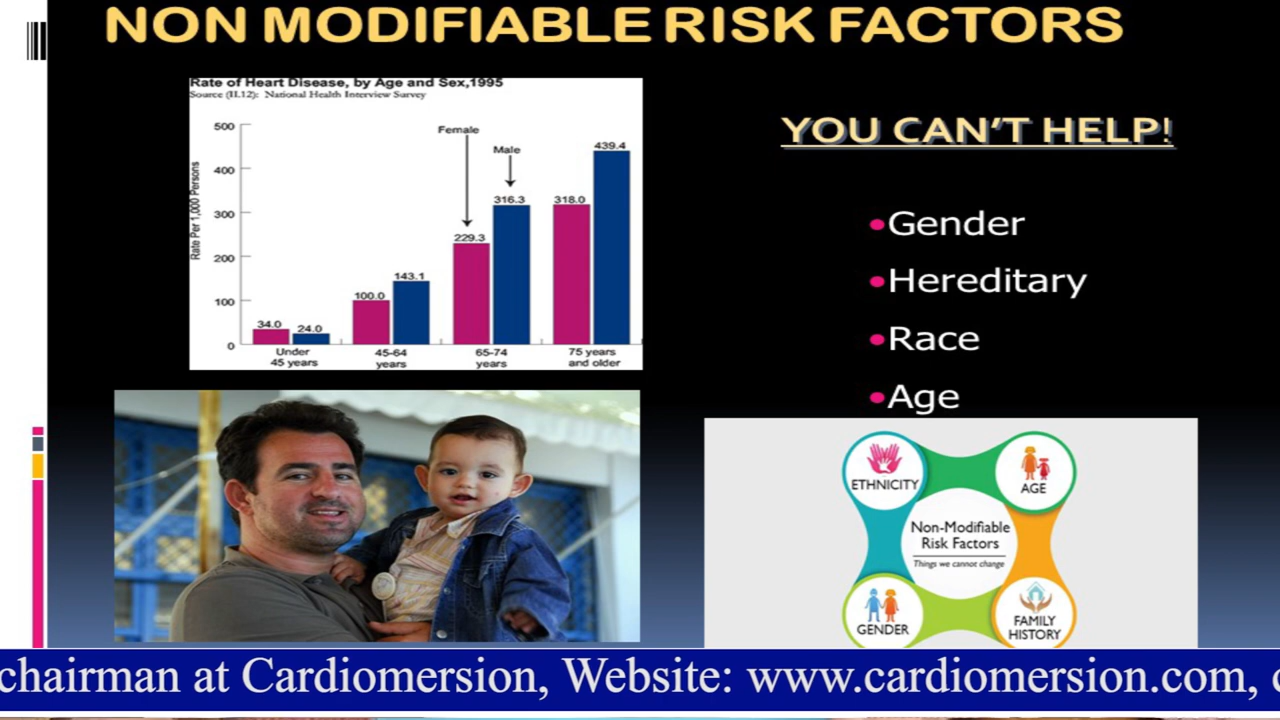 NON MODIFIABLE RISK FACTORS
Rate of Heart Disease, by Age and Sex,1995
Source (II.12): National Health Interview Survey
Rate Per 1,000 Persons
500
400
300
200
100
0
Female
Male
34.0
24.0
100.0
143.1
229.3
316.3
318.0
439.4
Under
45 years
45-64
years
65-74
years
75 years
and older
YOU CAN'T HELP!
•Gender
•Hereditary
•Race
•Age
ETHNICITY
AGE
Non-Modifiable
Risk Factors
Things we cannot change
GENDER
FAMILY
HISTORY
chairman at Cardiomersion, Website: www.cardiomersion.com,